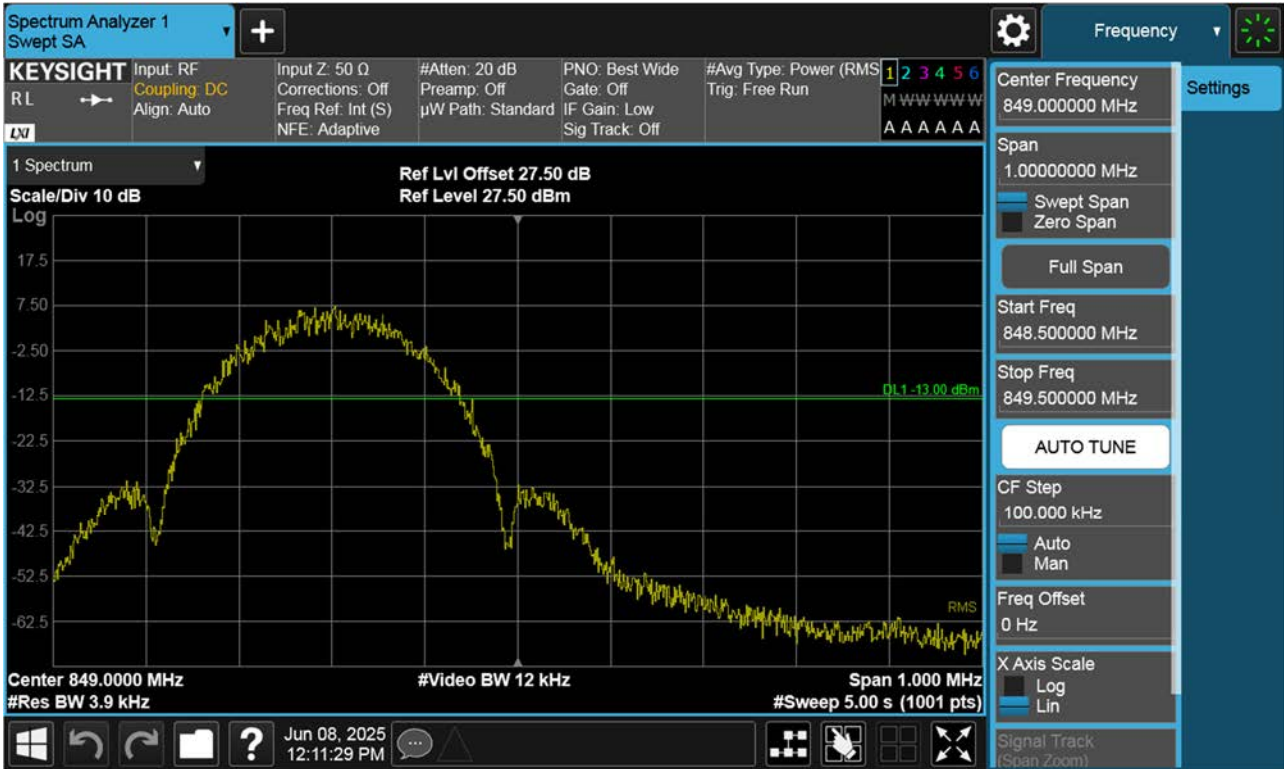 Spectrum Analyzer 1
Swept SA
+
Frequency
KEYSIGHT
RL
LXI
Input: RF
Coupling: DC
Align: Auto
Input Z: 50 Ω
Corrections: Off
Freq Ref: Int (S)
NFE: Adaptive
#Atten: 20 dB
Preamp: Off
µW Path: Standard
PNO: Best Wide
Gate: Off
IF Gain: Low
Sig Track: Off
#Avg Type: Power (RMS
Trig: Free Run
1 2 3 4 5 6
M W W W W W
A A A A A A
1 Spectrum
Scale/Div 10 dB
Log
Ref Lvl Offset 27.50 dB
Ref Level 27.50 dBm
17.5
7.50
-2.50
-12.5
-22.5
-32.5
-42.5
-52.5
-62.5
DL1 -13.00 dBm
RMS
Center 849.0000 MHz
#Res BW 3.9 kHz
#Video BW 12 kHz
Span 1.000 MHz
#Sweep 5.00 s (1001 pts)
?
Jun 08, 2025
12:11:29 PM
Center Frequency
849.000000 MHz
Span
1.00000000 MHz
Swept Span
Zero Span
Full Span
Start Freq
848.500000 MHz
Stop Freq
849.500000 MHz
AUTO TUNE
CF Step
100.000 kHz
Auto
Man
Freq Offset
0 Hz
X Axis Scale
Log
Lin
Signal Track
(Span Zoom)
Settings